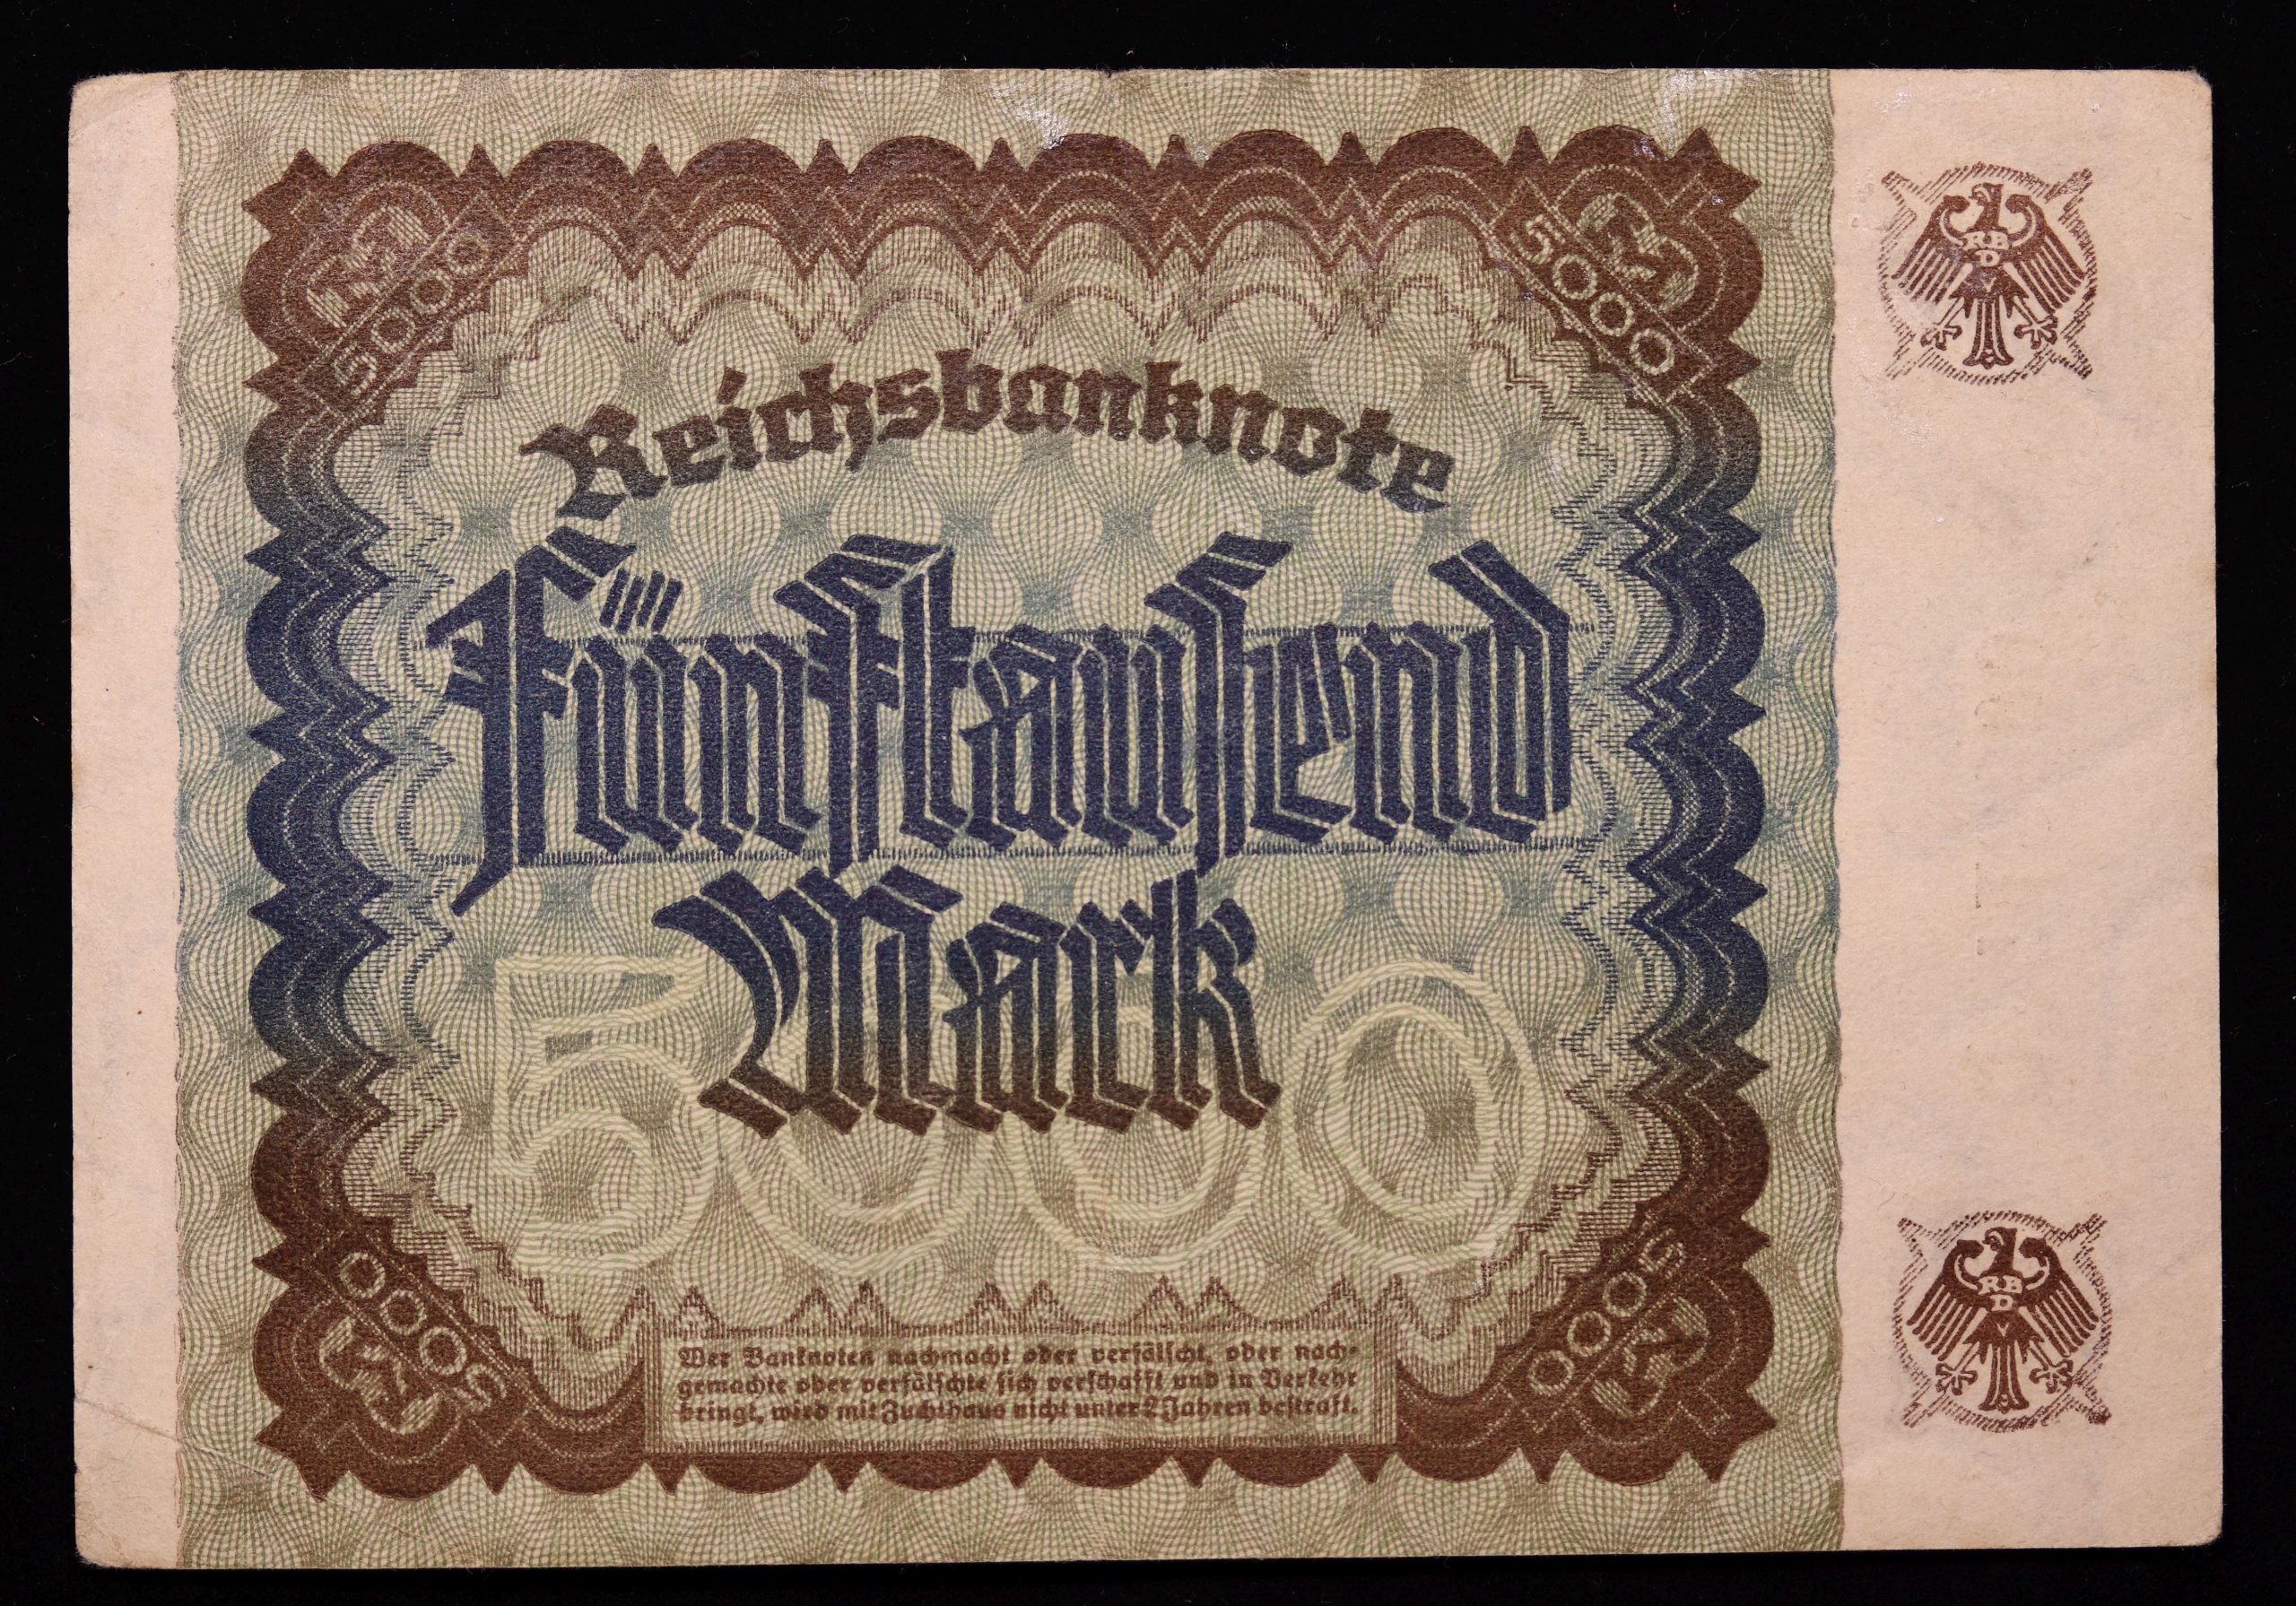 5000
5000
RBD
Reichsbanknote
Fünftausend
Mark
5000
5000
5000
RBD
Wer Banknoten nachmacht oder verfälscht, oder nach-
gemachte oder verfälschte sich verschafft und in Verkehr
bringt, wird mit Zuchthaus nicht unter 2 Jahren bestraft.